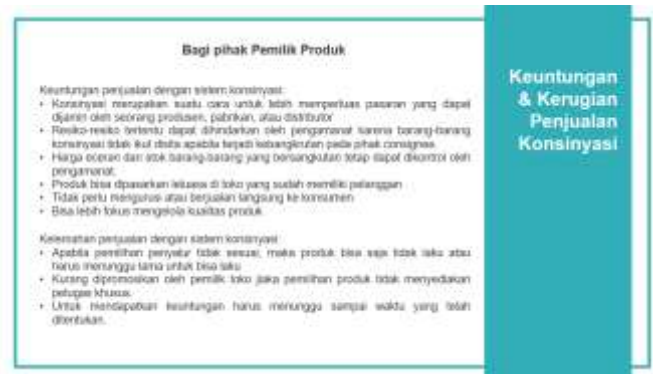 Bagi pihak Pemilik Produk
Keuntungan
& Kerugian
Penjualan
Konsinyasi
Keuntungan penjualan dengan sistem konsinyasi:
• Konsinyasi merupakan suatu cara untuk lebih memperluas pasaran yang dapat
dijamin oleh seorang produsen, pabrikan, atau distributor
• Resiko-resiko tertentu dapat dihindarkan oleh pengamanat karena barang-barang
konsinyasi tidak ikut disita apabila terjadi kebangkrutan pada pihak consignee.
• Harga eceran dan stok barang-barang yang bersangkutan tetap dapat dikontrol oleh
pengamanat.
• Produk bisa dipasarkan leluasa di toko yang sudah memiliki pelanggan
• Tidak perlu mengurusi atau berjualan langsung ke konsumen
• Bisa lebih fokus mengelola kualitas produk
Kelemahan penjualan dengan sistem konsinyasi
• Apabila pemilihan penyalur tidak sesuai, maka produk bisa saja tidak laku atau
harus menunggu lama untuk bisa laku
• Kurang dipromosikan oleh pemilik toko jiaka pemilihan produk tidak menyediakan
petugas khusus.
• Untuk mendapatkan keuntungan harus menunggu sampai waktu yang telah
ditentukan.